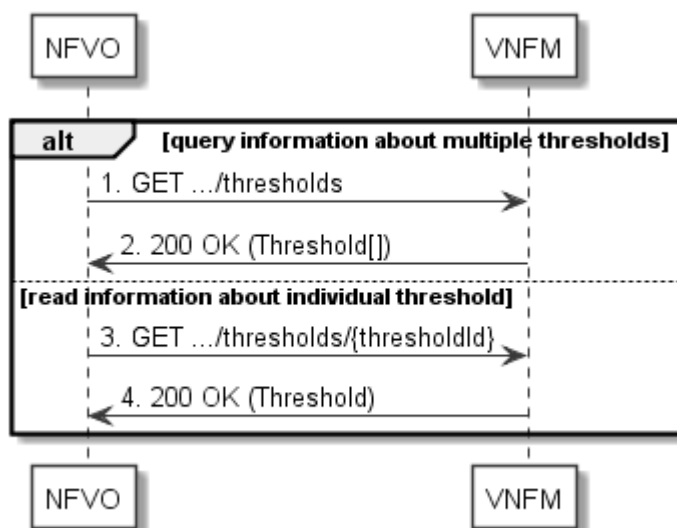 NFVO VNFM
alt [query information about multiple thresholds]
1. GET .../thresholds
2. 200 OK (Threshold[])
[read information about individual threshold]
3. GET .../thresholds/{thresholdId}
4. 200 OK (Threshold)
NFVO VNFM